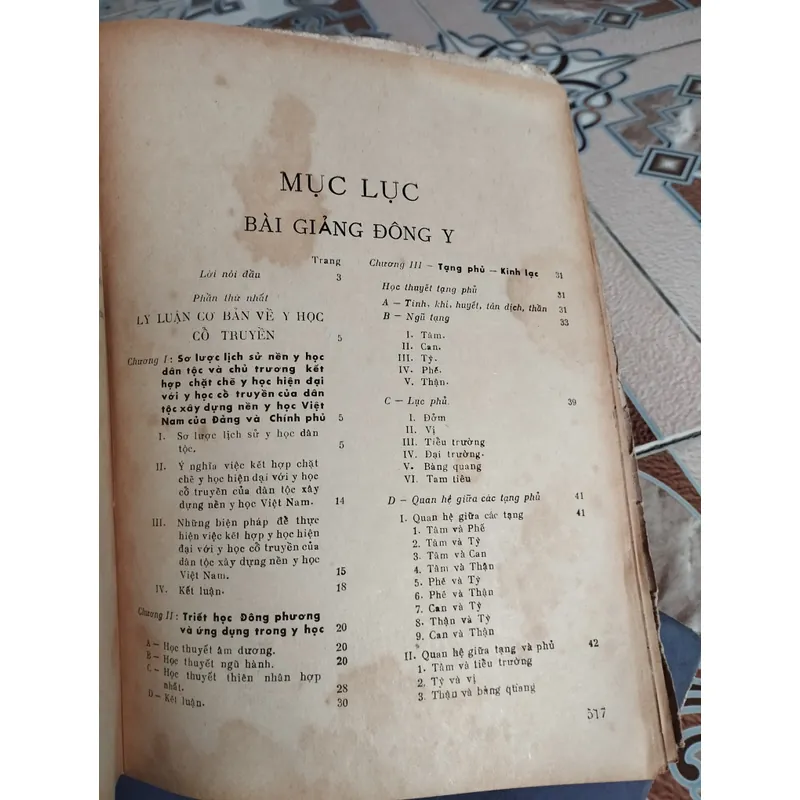 MỤC LỤC
BÀI GIẢNG ĐÔNG Y
Trang
Lời nói đầu 3
Phần thứ nhất
LÝ LUẬN CƠ BẢN VỀ Y HỌC
CỔ TRUYỀN 5
Chương I: Sơ lược lịch sử nền y học
dân tộc và chủ trương kết
hợp chặt chẽ y học hiện đại
với y học cổ truyền của dân
tộc xây dựng nền y học Việt
Nam của Đảng và Chính phủ 5
I. Sơ lược lịch sử y học dân
tộc. 5
II. Ý nghĩa việc kết hợp chặt
chẽ y học hiện đại với y học
cổ truyền của dân tộc xây
dựng nền y học Việt Nam. 14
III. Những biện pháp để thực
hiện việc kết hợp y học hiện
đại với y học cổ truyền của
dân tộc xây dựng nền y học
Việt Nam. 15
IV. Kết luận. 18
Chương II: Triết học Đông phương
và ứng dụng trong y học 20
A — Học thuyết âm dương. 20
B — Học thuyết ngũ hành. 20
C — Học thuyết thiên nhân hợp
nhất. 28
D — Kết luận. 30
Chương III — Tạng phủ — Kinh lạc 31
Học thuyết tạng phủ 31
A — Tinh, khí, huyết, tân dịch, thần 31
B — Ngũ tạng 33
I. Tâm.
II. Can.
III. Tỳ.
IV. Phế.
V. Thận.
C — Lục phủ. 39
I. Đởm
II. Vị
III. Tiểu trường
IV. Đại trường.
V. Bàng quang
VI. Tam tiêu
D — Quan hệ giữa các tạng phủ 41
I. Quan hệ giữa các tạng 41
1. Tâm và Phế
2. Tâm và Tỳ
3. Tâm và Can
4. Tâm và Thận
5. Phế và Tỳ
6. Phế và Thận
7. Can và Tỳ
8. Thận và Tỳ
9. Can và Thận
II. Quan hệ giữa tạng và phủ 42
1. Tâm và tiểu trường
2. Tỳ và vị
3. Thận và bàng quang
517